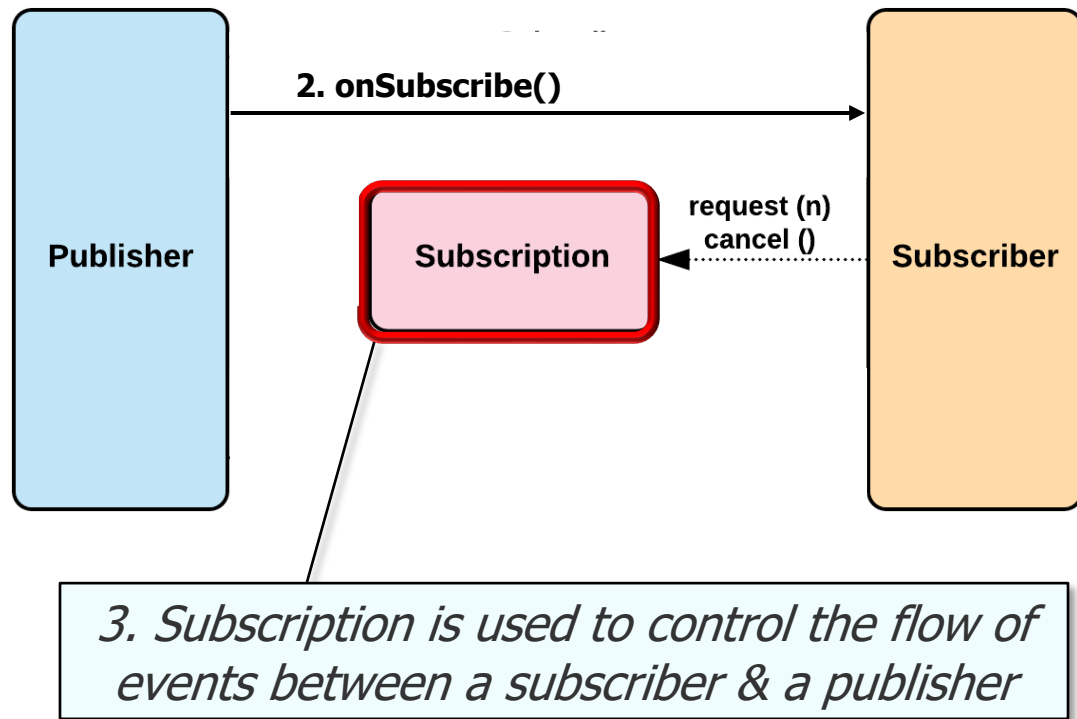 2. onSubscribe()
Publisher
Subscription
request (n)
cancel ()
Subscriber
3. Subscription is used to control the flow of
events between a subscriber & a publisher